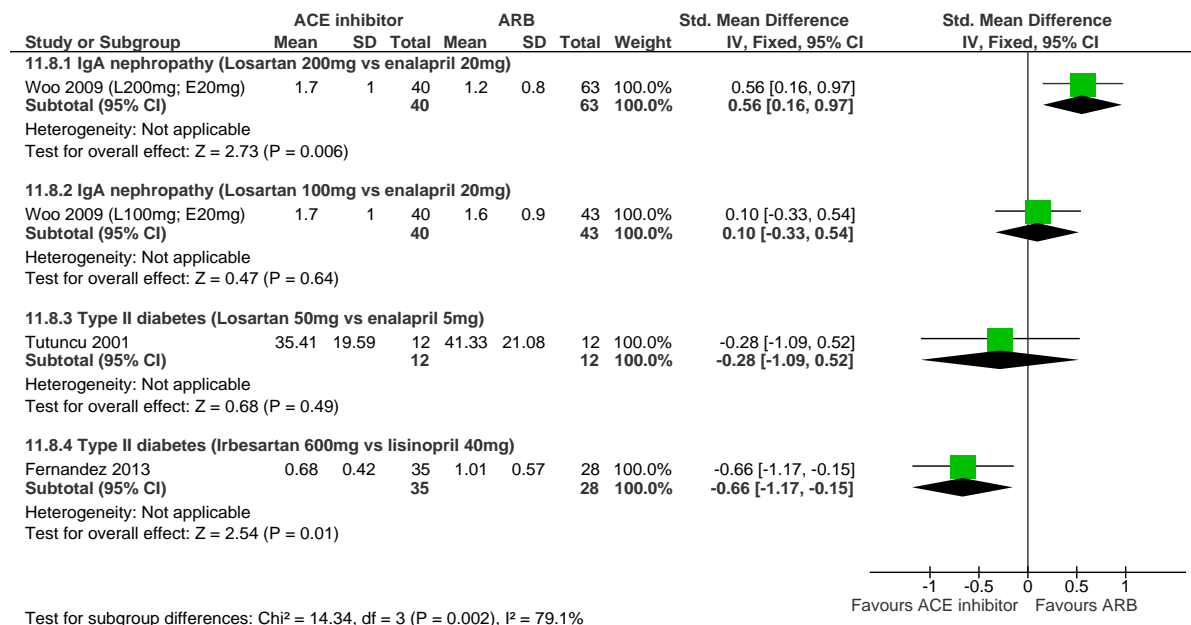 ACE inhibitor ARB Std. Mean Difference Std. Mean Difference
Study or Subgroup Mean SD Total Mean SD Total Weight IV, Fixed, 95% CI IV, Fixed, 95% CI
11.8.1 IgA nephropathy (Losartan 200mg vs enalapril 20mg)
Woo 2009 (L200mg; E20mg) 1.7 1 40 1.2 0.8 63 100.0% 0.56 [0.16, 0.97]
Subtotal (95% CI) 40 63 100.0% 0.56 [0.16, 0.97]
Heterogeneity: Not applicable
Test for overall effect: Z = 2.73 (P = 0.006)
11.8.2 IgA nephropathy (Losartan 100mg vs enalapril 20mg)
Woo 2009 (L100mg; E20mg) 1.7 1 40 1.6 0.9 43 100.0% 0.10 [-0.33, 0.54]
Subtotal (95% CI) 40 43 100.0% 0.10 [-0.33, 0.54]
Heterogeneity: Not applicable
Test for overall effect: Z = 0.47 (P = 0.64)
11.8.3 Type II diabetes (Losartan 50mg vs enalapril 5mg)
Tutuncu 2001 35.41 19.59 12 41.33 21.08 12 100.0% -0.28 [-1.09, 0.52]
Subtotal (95% CI) 12 12 100.0% -0.28 [-1.09, 0.52]
Heterogeneity: Not applicable
Test for overall effect: Z = 0.68 (P = 0.49)
11.8.4 Type II diabetes (Irbesartan 600mg vs lisinopril 40mg)
Fernandez 2013 0.68 0.42 35 1.01 0.57 28 100.0% -0.66 [-1.17, -0.15]
Subtotal (95% CI) 35 28 100.0% -0.66 [-1.17, -0.15]
Heterogeneity: Not applicable
Test for overall effect: Z = 2.54 (P = 0.01)
-1 -0.5 0 0.5 1
Favours ACE inhibitor Favours ARB
Test for subgroup differences: Chi² = 14.34, df = 3 (P = 0.002), I² = 79.1%